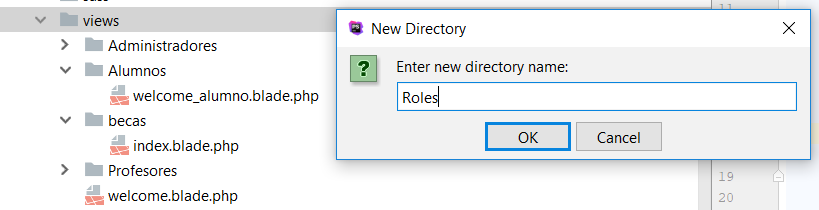 views
Administradores
Alumnos
welcome_alumno.blade.php
becas
index.blade.php
Profesores
welcome.blade.php
New Directory
Enter new directory name:
Roles
OK
Cancel
11
19
20